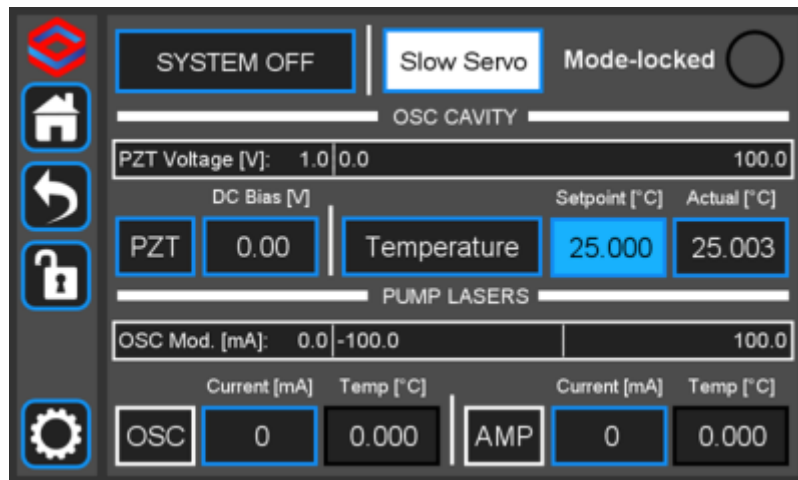 SYSTEM OFF Slow Servo Mode-locked
OSC CAVITY
PZT Voltage [V]: 1.0 0.0 100.0
DC Bias [V] Setpoint [°C] Actual [°C]
PZT 0.00 Temperature 25.000 25.003
PUMP LASERS
OSC Mod. [mA]: 0.0 -100.0 100.0
Current [mA] Temp [°C] Current [mA] Temp [°C]
OSC 0 0.000 AMP 0 0.000